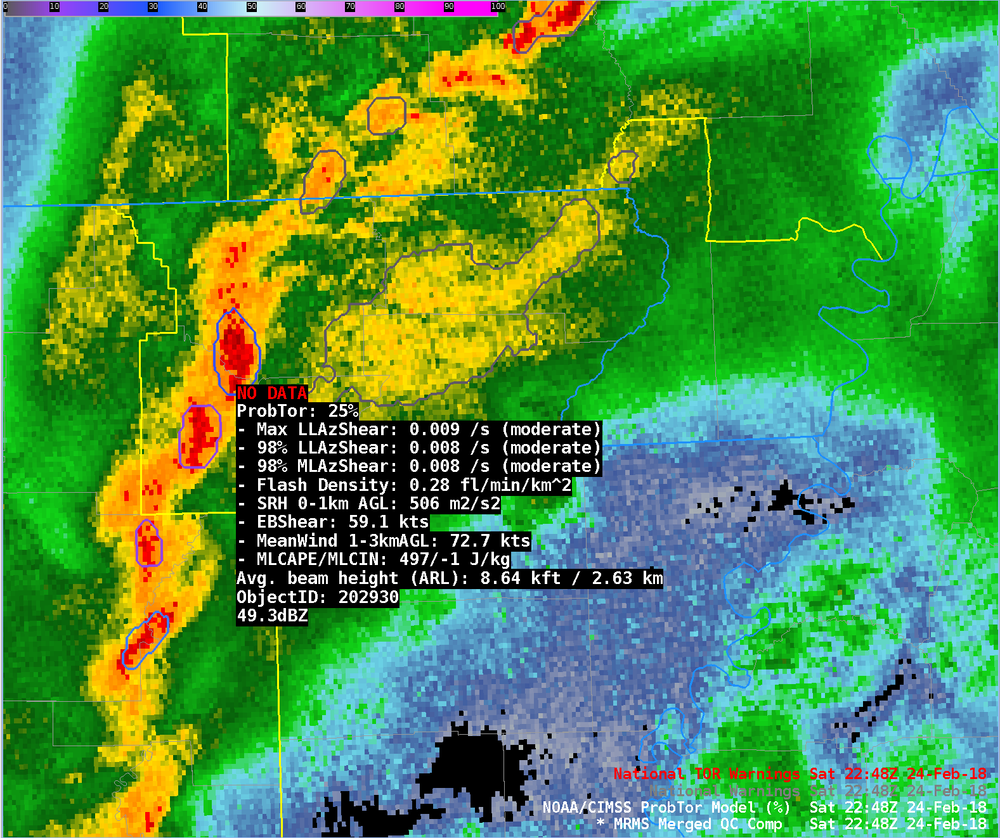 0 10 20 30 40 50 60 70 80 90 100
NO DATA
ProbTor: 25%
- Max LLAzShear: 0.009 /s (moderate)
- 98% LLAzShear: 0.008 /s (moderate)
- 98% MLAzShear: 0.008 /s (moderate)
- Flash Density: 0.28 fl/min/km^2
- SRH 0-1km AGL: 506 m2/s2
- EBShear: 59.1 kts
- MeanWind 1-3kmAGL: 72.7 kts
- MLCAPE/MLCIN: 497/-1 J/kg
Avg. beam height (ARL): 8.64 kft / 2.63 km
ObjectID: 202930
49.3dBZ
National TOR Warnings Sat 22:48Z 24-Feb-18
National Warnings Sat 22:48Z 24-Feb-18
NOAA/CIMSS ProbTor Model (%) Sat 22:48Z 24-Feb-18
* MRMS Merged QC Comp Sat 22:48Z 24-Feb-18